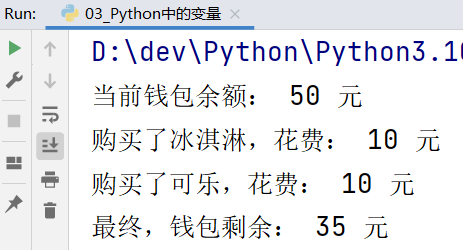 Run: 03_Python中的变量 ×
D:\dev\Python\Python3.10
当前钱包余额： 50 元
购买了冰淇淋，花费： 10 元
购买了可乐，花费： 10 元
最终，钱包剩余： 35 元